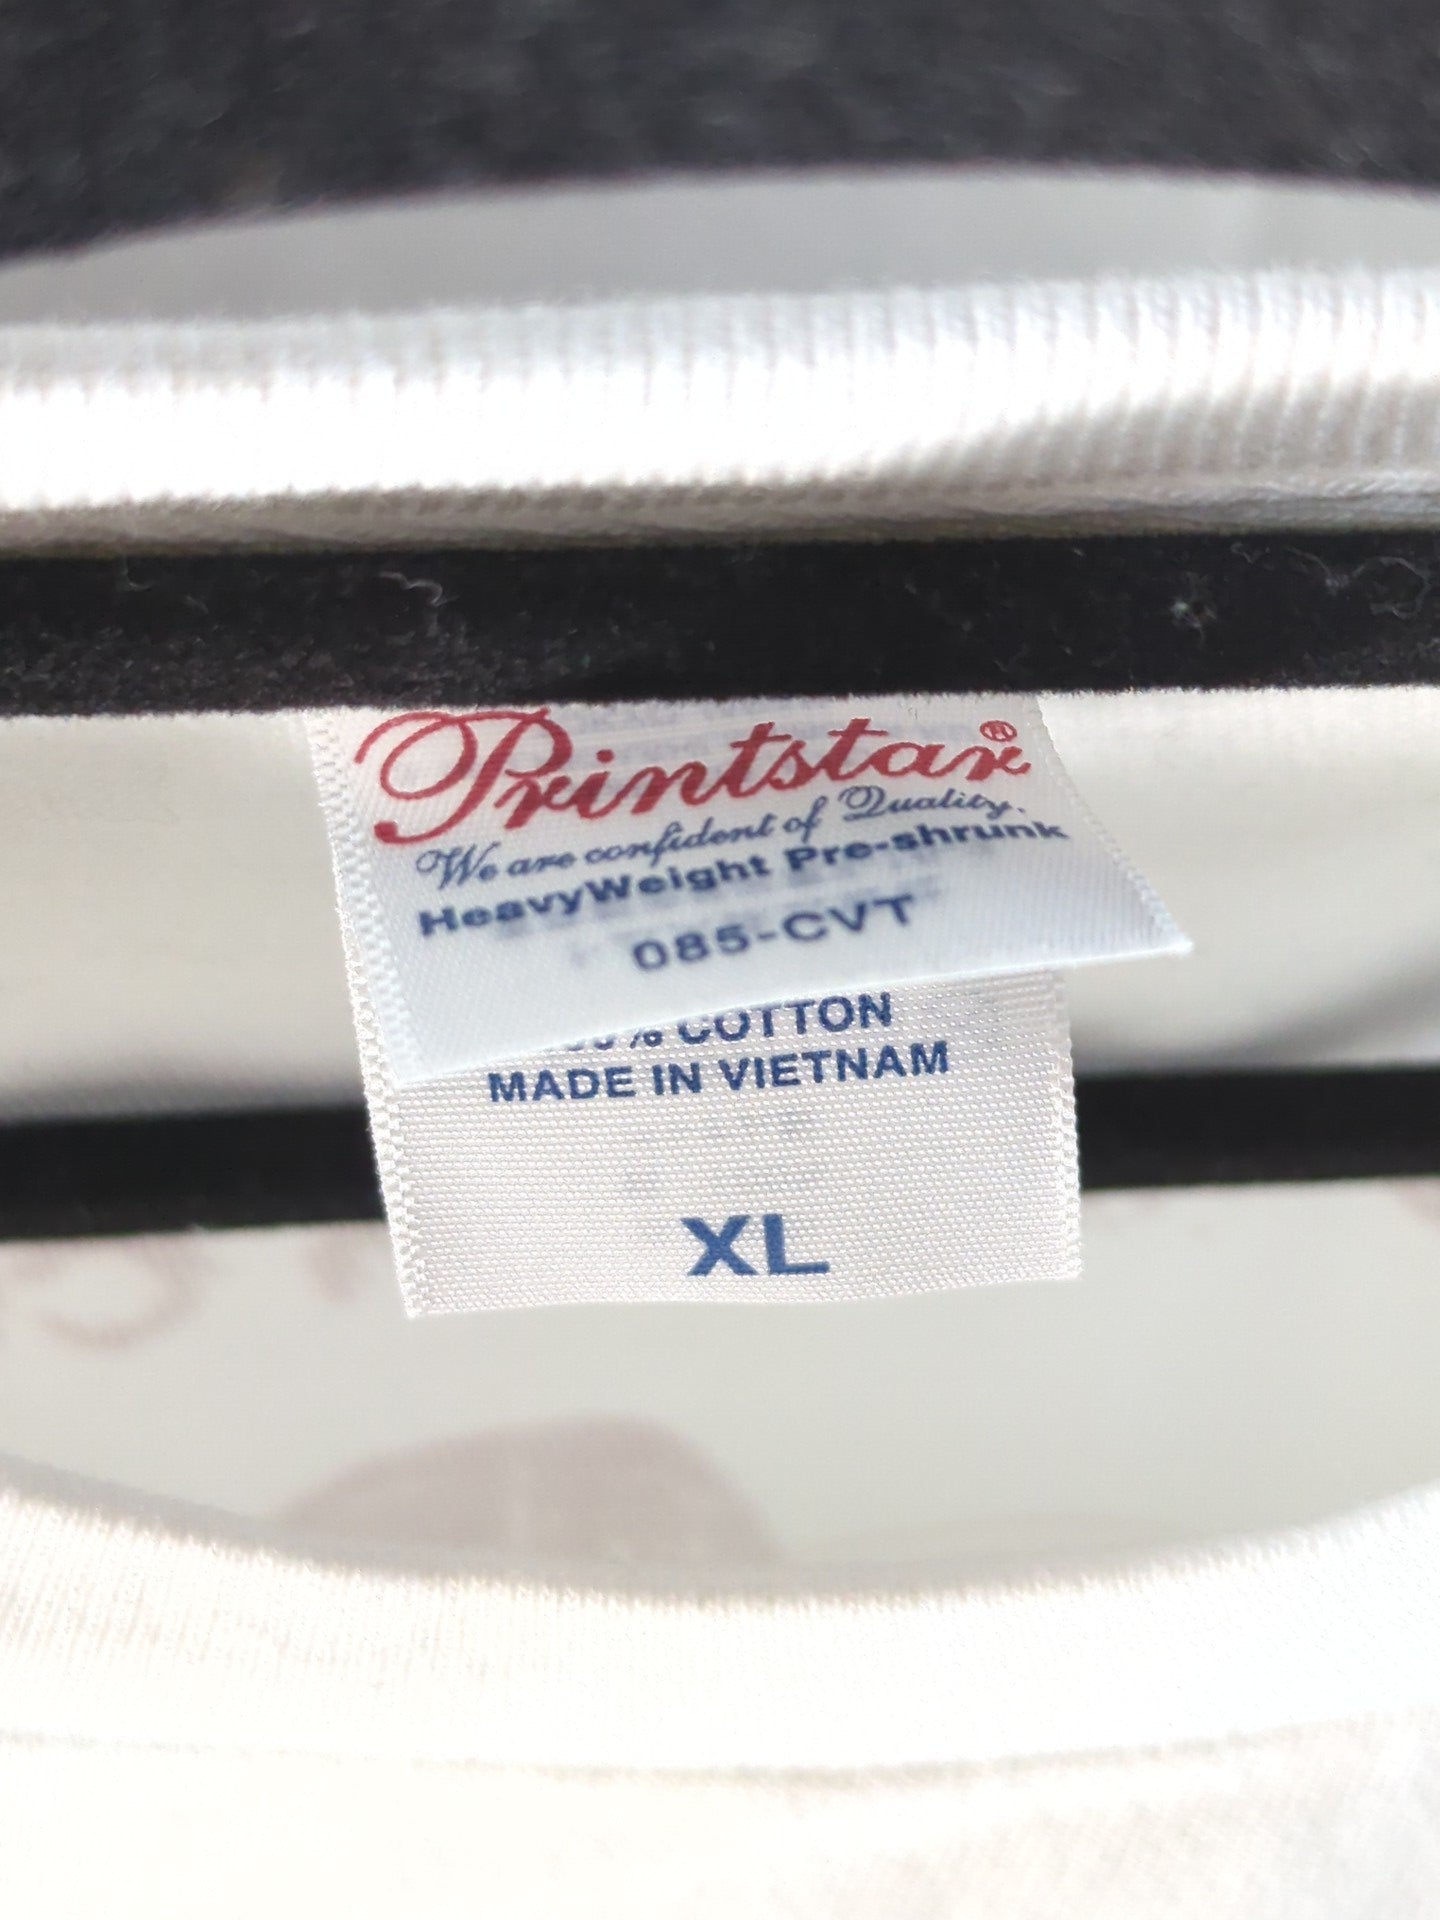 Printstar®
We are confident of Quality.
HeavyWeight Pre-shrunk
085-CVT
COTTON
MADE IN VIETNAM
XL